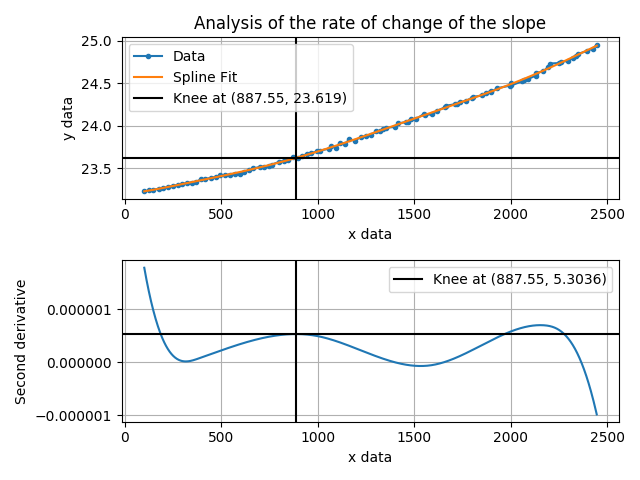 Analysis of the rate of change of the slope
25.0
24.5
24.0
23.5
y data
Data
Spline Fit
Knee at (887.55, 23.619)
0
500
1000
1500
2000
2500
x data
0.000001
0.000000
−0.000001
Second derivative
Knee at (887.55, 5.3036)
0
500
1000
1500
2000
2500
x data